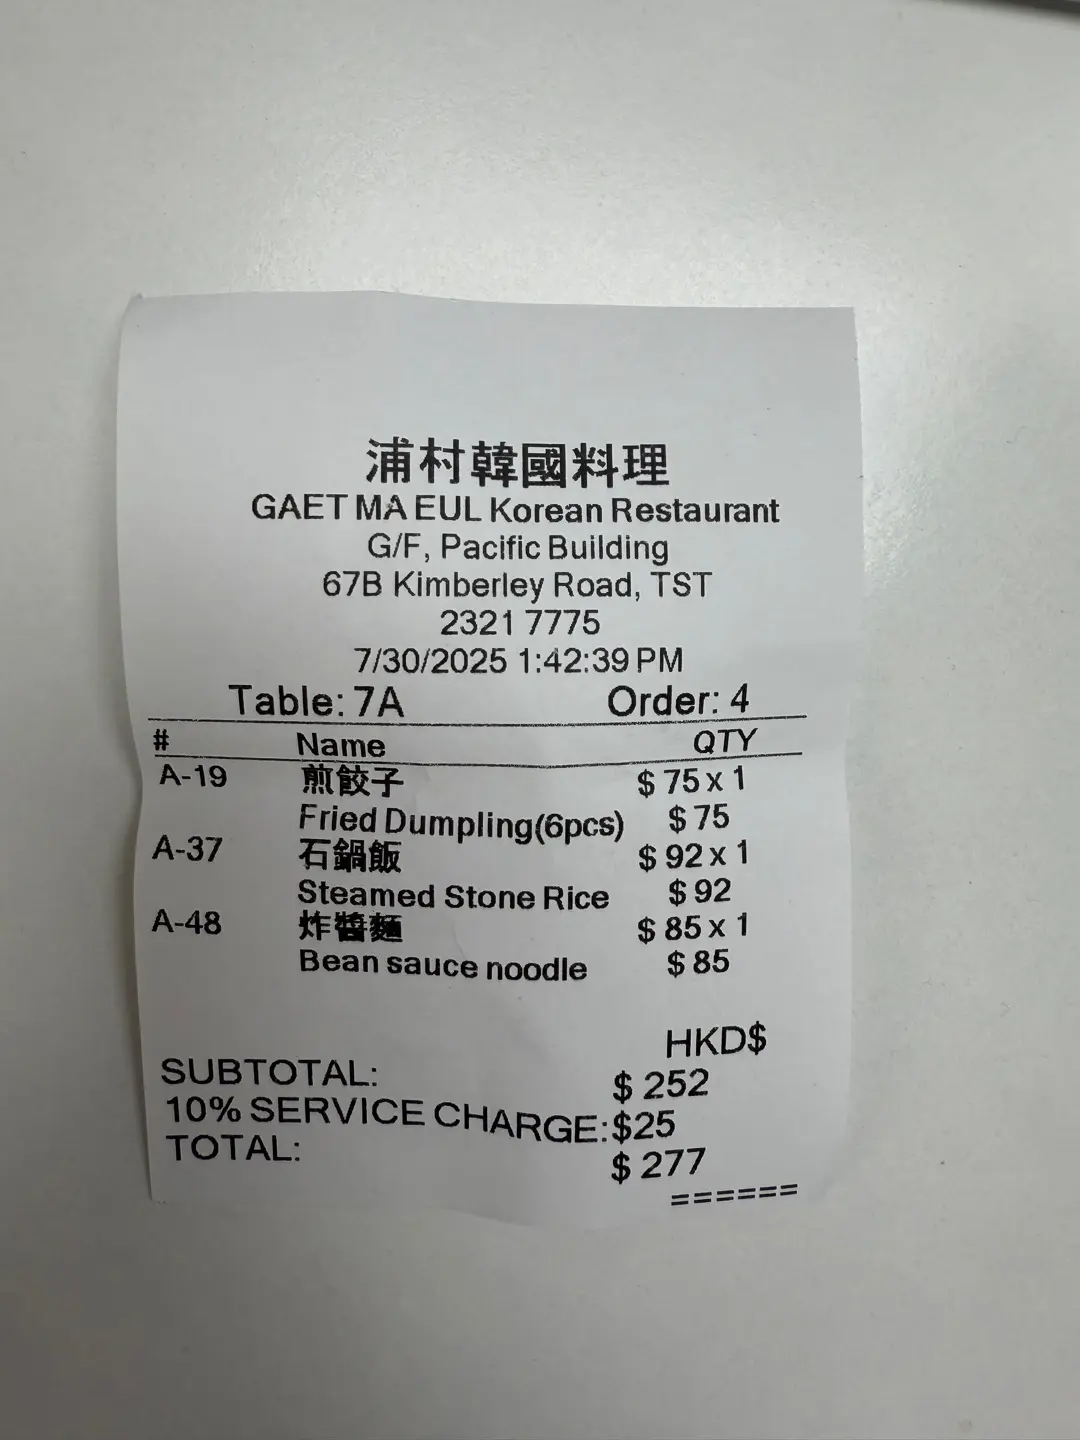 浦村韓國料理
GAET MA EUL Korean Restaurant
G/F, Pacific Building
67B Kimberley Road, TST
2321 7775
7/30/2025 1:42:39 PM
Table: 7A Order: 4
# Name QTY
A-19 煎餃子 $ 75 x 1
Fried Dumpling(6pcs) $ 75
A-37 石鍋飯 $ 92 x 1
Steamed Stone Rice $ 92
A-48 炸醬麵 $ 85 x 1
Bean sauce noodle $ 85
HKD$
SUBTOTAL: $ 252
10% SERVICE CHARGE: $25
TOTAL: $ 277
======